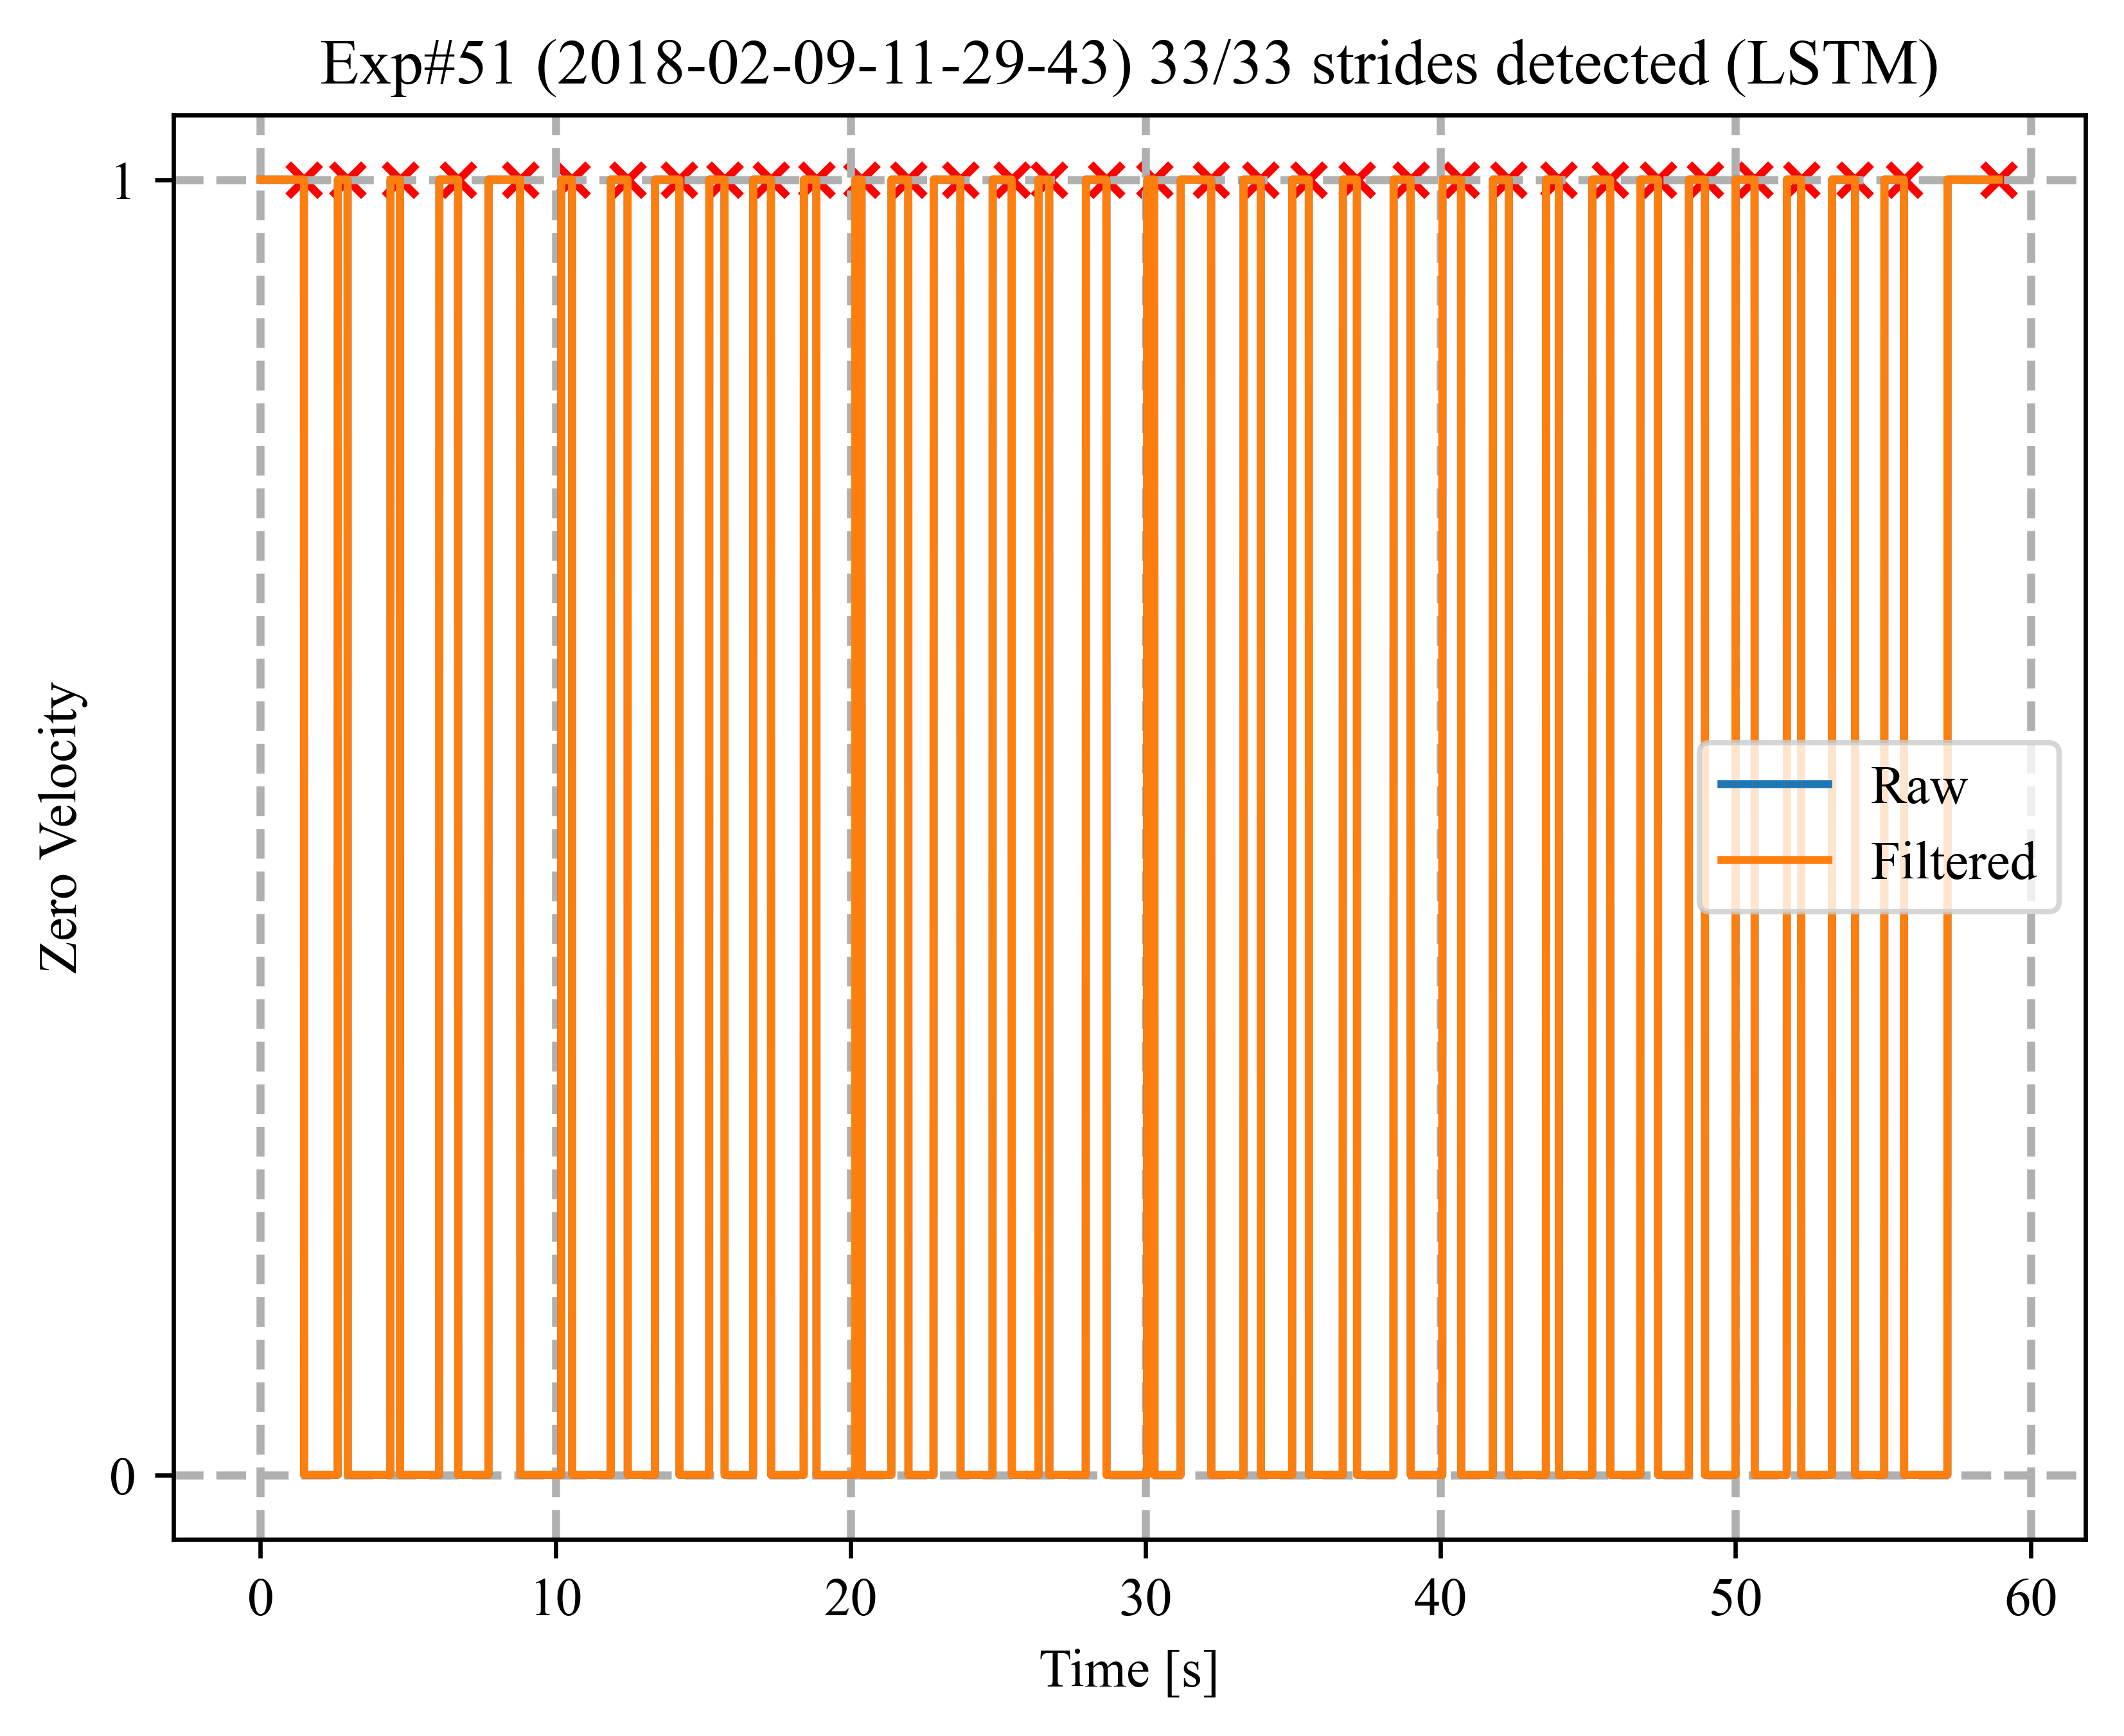 Exp#51 (2018-02-09-11-29-43) 33/33 strides detected (LSTM)
1
Zero Velocity
Raw
Filtered
0
0 10 20 30 40 50 60
Time [s]